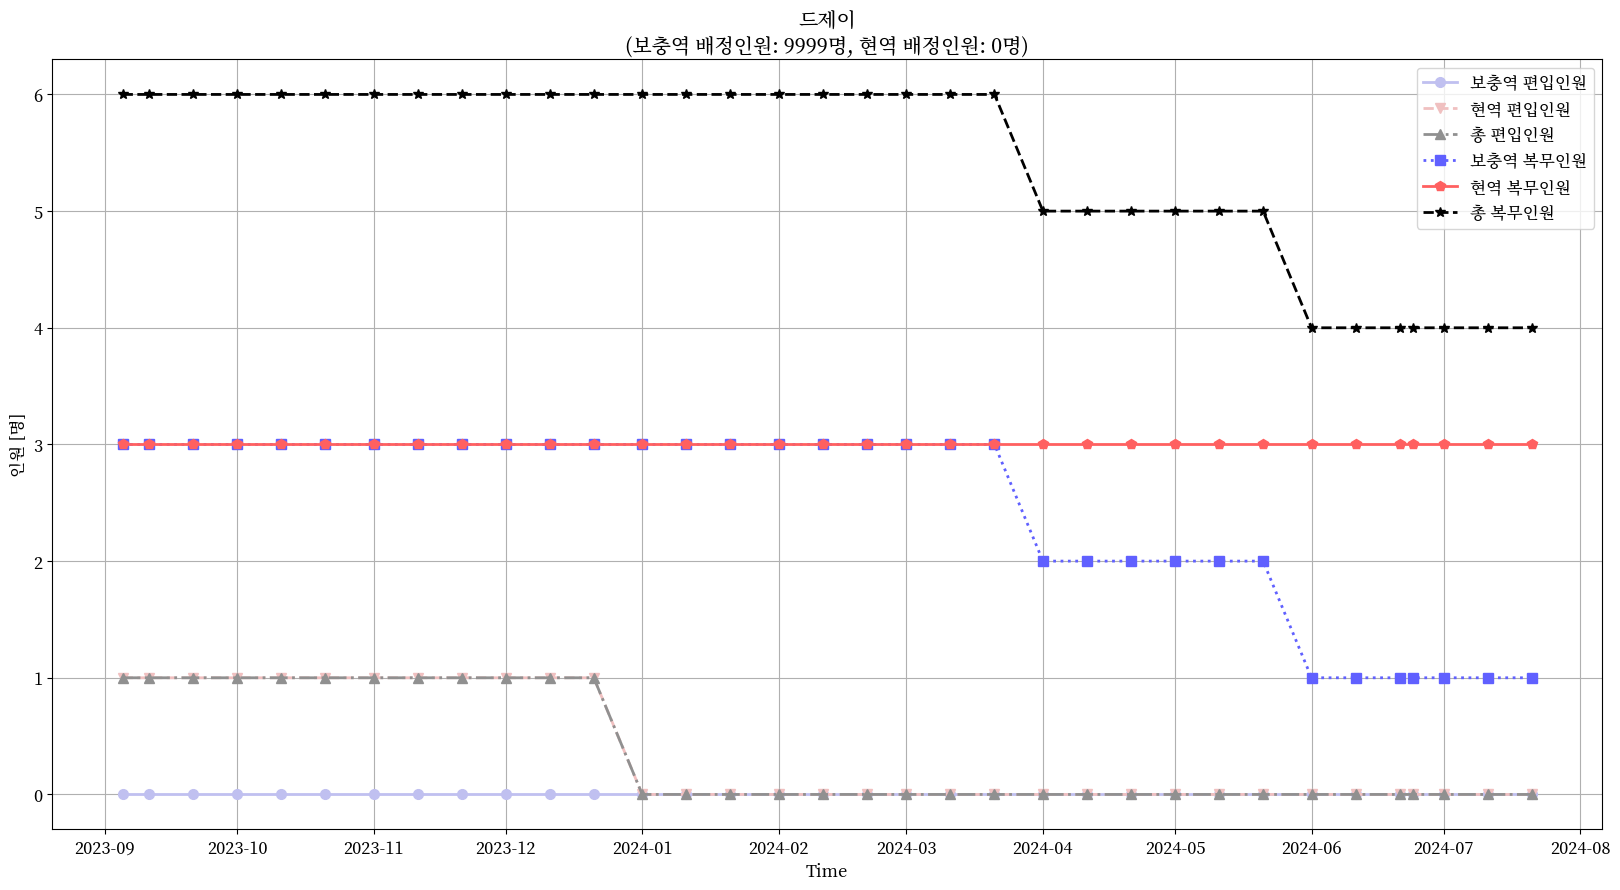 드제이
(보충역 배정인원: 9999명, 현역 배정인원: 0명)
보충역 편입인원
현역 편입인원
총 편입인원
보충역 복무인원
현역 복무인원
총 복무인원
인원 [명]
6
5
4
3
2
1
0
2023-09 2023-10 2023-11 2023-12 2024-01 2024-02 2024-03 2024-04 2024-05 2024-06 2024-07 2024-08
Time